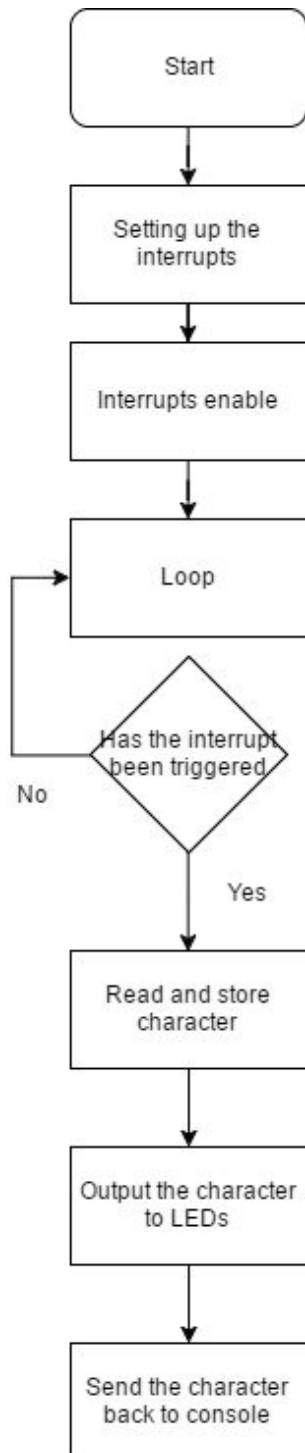 Start
Setting up the
interrupts
Interrupts enable
Loop
Has the interrupt
been triggered
No
Yes
Read and store
character
Output the character
to LEDs
Send the character
back to console